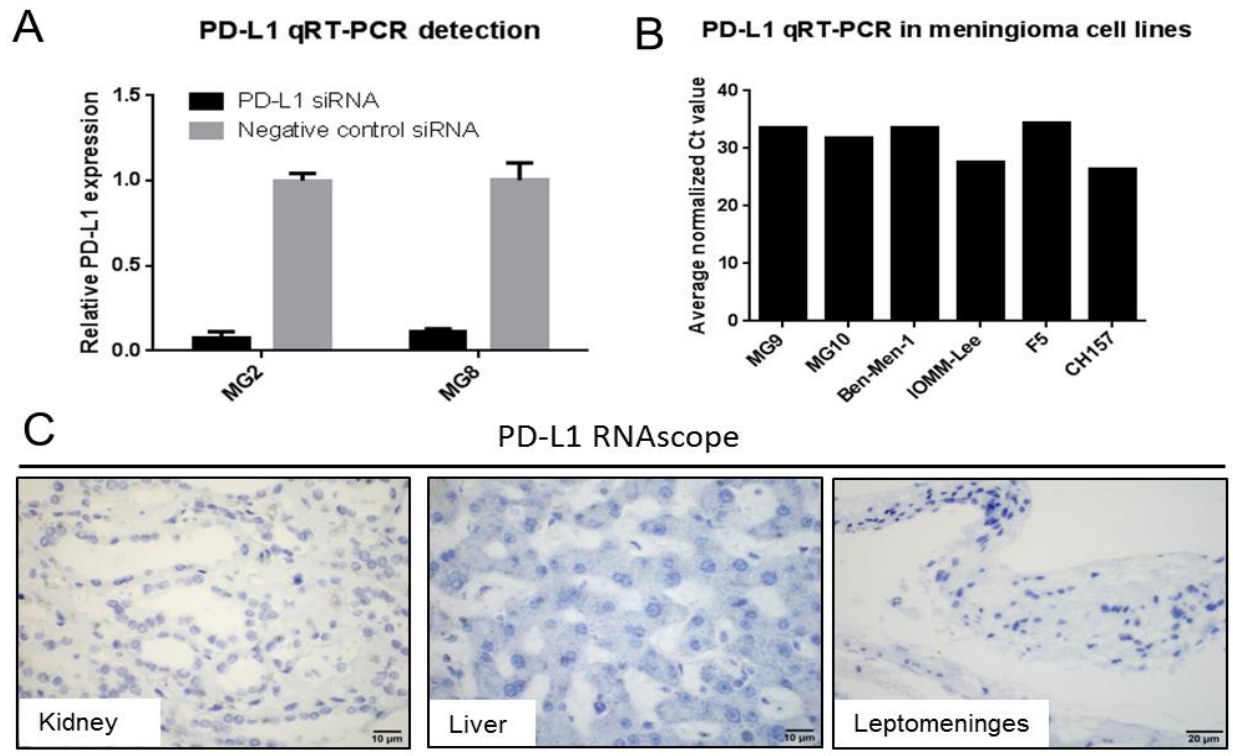 A
PD-L1 qRT-PCR detection
1.5
1.0
0.5
0.0
Relative PD-L1 expression
PD-L1 siRNA
Negative control siRNA
MG2
MG8
B
PD-L1 qRT-PCR in meningioma cell lines
40
30
20
10
0
Average normalized Ct value
MG9
MG10
Ben-Men-1
IOMM-Lee
F5
CH157
C
PD-L1 RNAscope
Kidney
10 µm
Liver
10 µm
Leptomeninges
20 µm